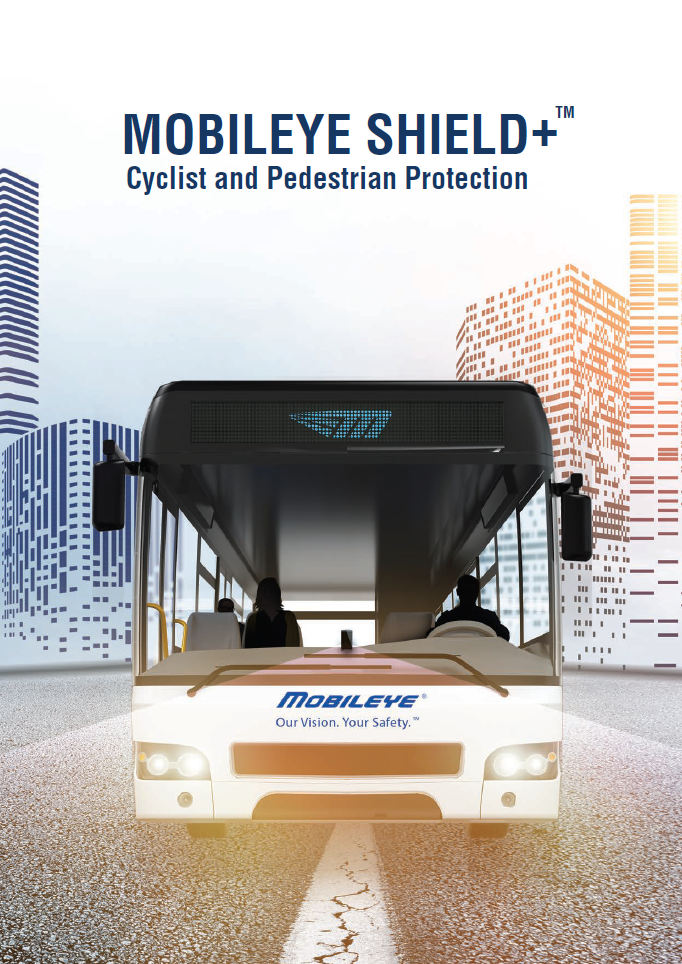 MOBILEYE SHIELD+™
Cyclist and Pedestrian Protection
MOBILEYE®
Our Vision. Your Safety.™